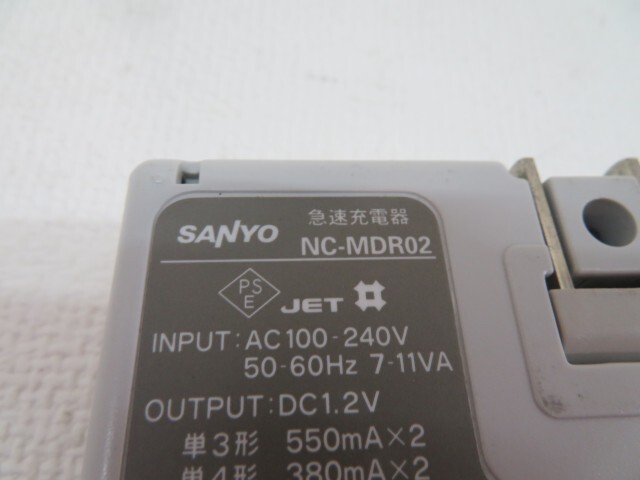 SANYO 急速充電器
NC-MDR02
PS
E JET
INPUT: AC100-240V
50-60Hz 7-11VA
OUTPUT: DC1.2V
単3形 550mA×2
単4形 380mA×2